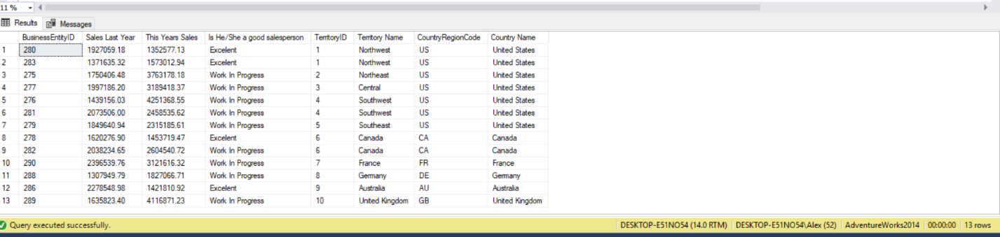 11 %
Results Messages
BusinessEntityID Sales Last Year This Years Sales Is He/She a good salesperson TerritoryID Territory Name CountryRegionCode Country Name
1 280 1927059.18 1352577.13 Excelent 1 Northwest US United States
2 283 1371635.32 1573012.94 Excelent 1 Northwest US United States
3 275 1750406.48 3763178.18 Work In Progress 2 Northeast US United States
4 277 1997186.20 3189418.37 Work In Progress 3 Central US United States
5 276 1439156.03 4251368.55 Work In Progress 4 Southwest US United States
6 281 2073506.00 2458535.62 Work In Progress 4 Southwest US United States
7 279 1849640.94 2315185.61 Work In Progress 5 Southeast US United States
8 278 1620276.90 1453719.47 Excelent 6 Canada CA Canada
9 282 2038234.65 2604540.72 Work In Progress 6 Canada CA Canada
10 290 2396539.76 3121616.32 Work In Progress 7 France FR France
11 288 1307949.79 1827066.71 Work In Progress 8 Germany DE Germany
12 286 2278548.98 1421810.92 Excelent 9 Australia AU Australia
13 289 1635823.40 4116871.23 Work In Progress 10 United Kingdom GB United Kingdom
Query executed successfully. DESKTOP-E51NO54 (14.0 RTM) DESKTOP-E51NO54\Alex (52) AdventureWorks2014 00:00:00 13 rows